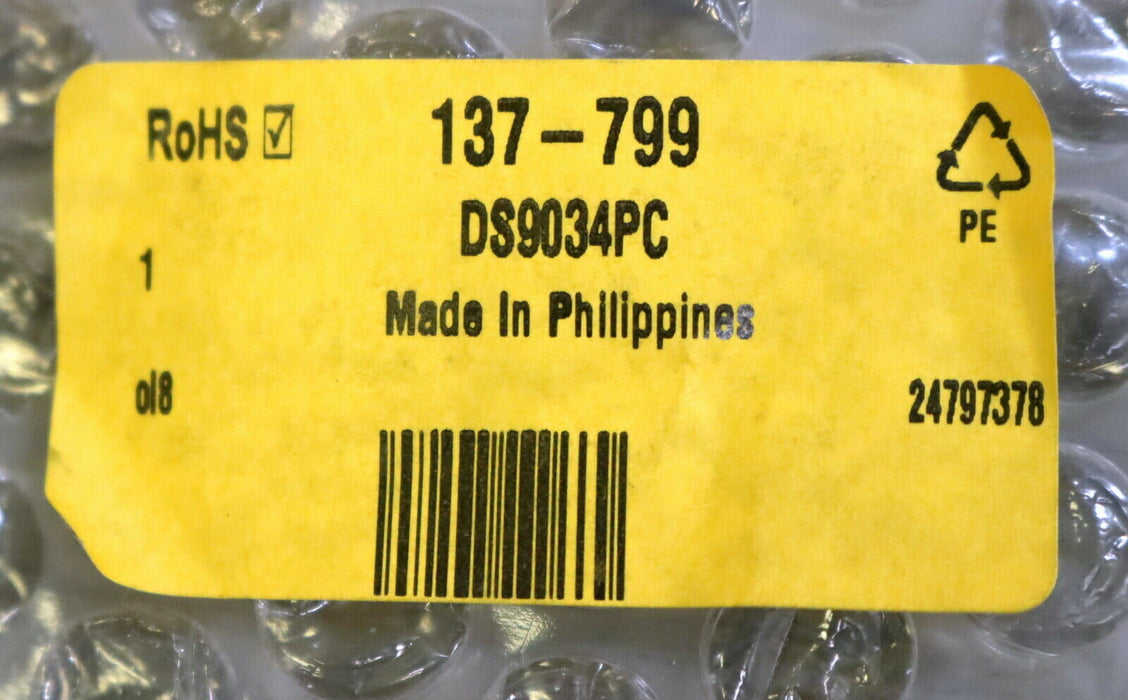 RoHS ☑
137-799
PE
DS9034PC
1
Made In Philippines
ol8
24797378